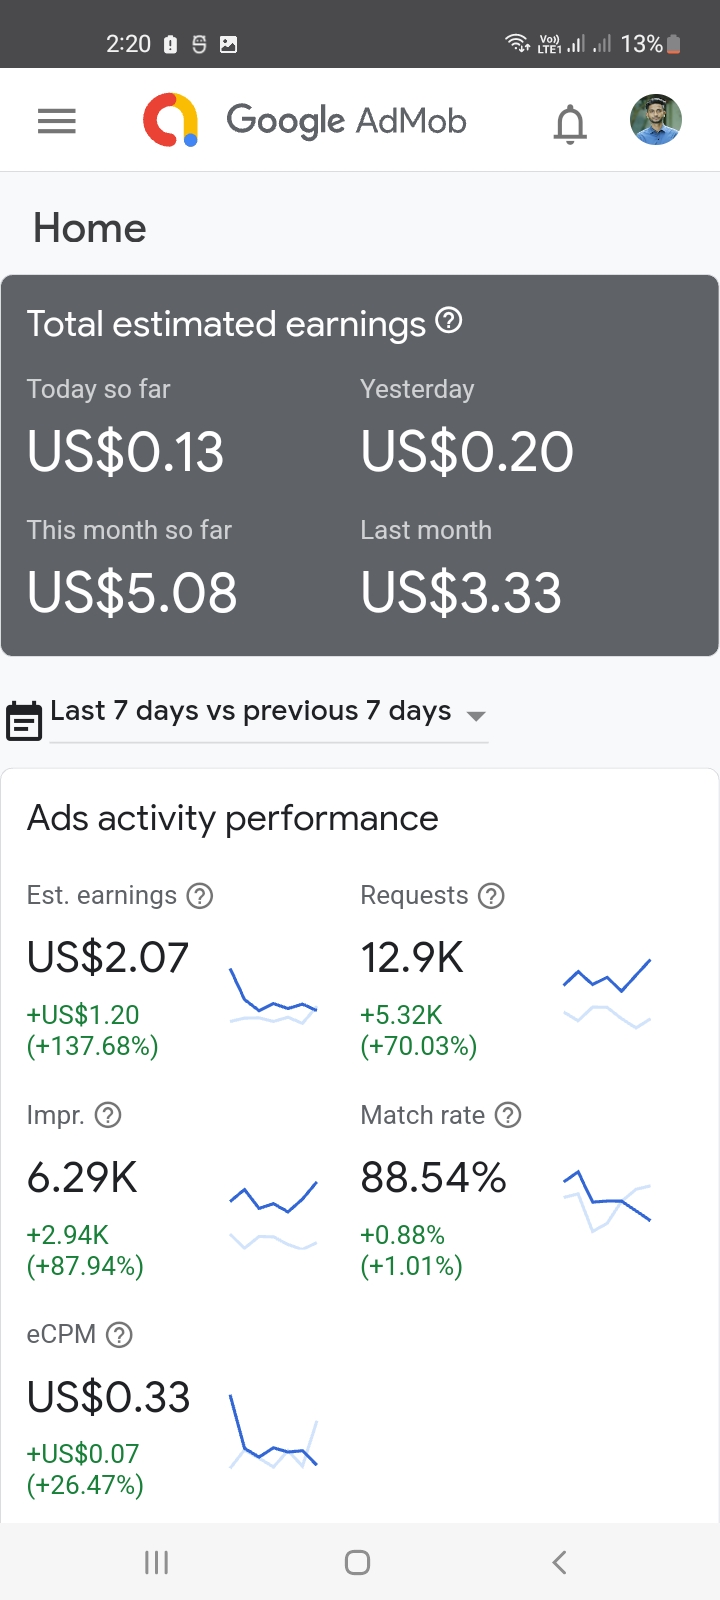 2:20 Vo)) LTE1 13%
Google AdMob
Home
Total estimated earnings ?
Today so far Yesterday
US$0.13 US$0.20
This month so far Last month
US$5.08 US$3.33
Last 7 days vs previous 7 days
Ads activity performance
Est. earnings ? Requests ?
US$2.07 12.9K
+US$1.20 +5.32K
(+137.68%) (+70.03%)
Impr. ? Match rate ?
6.29K 88.54%
+2.94K +0.88%
(+87.94%) (+1.01%)
eCPM ?
US$0.33
+US$0.07
(+26.47%)